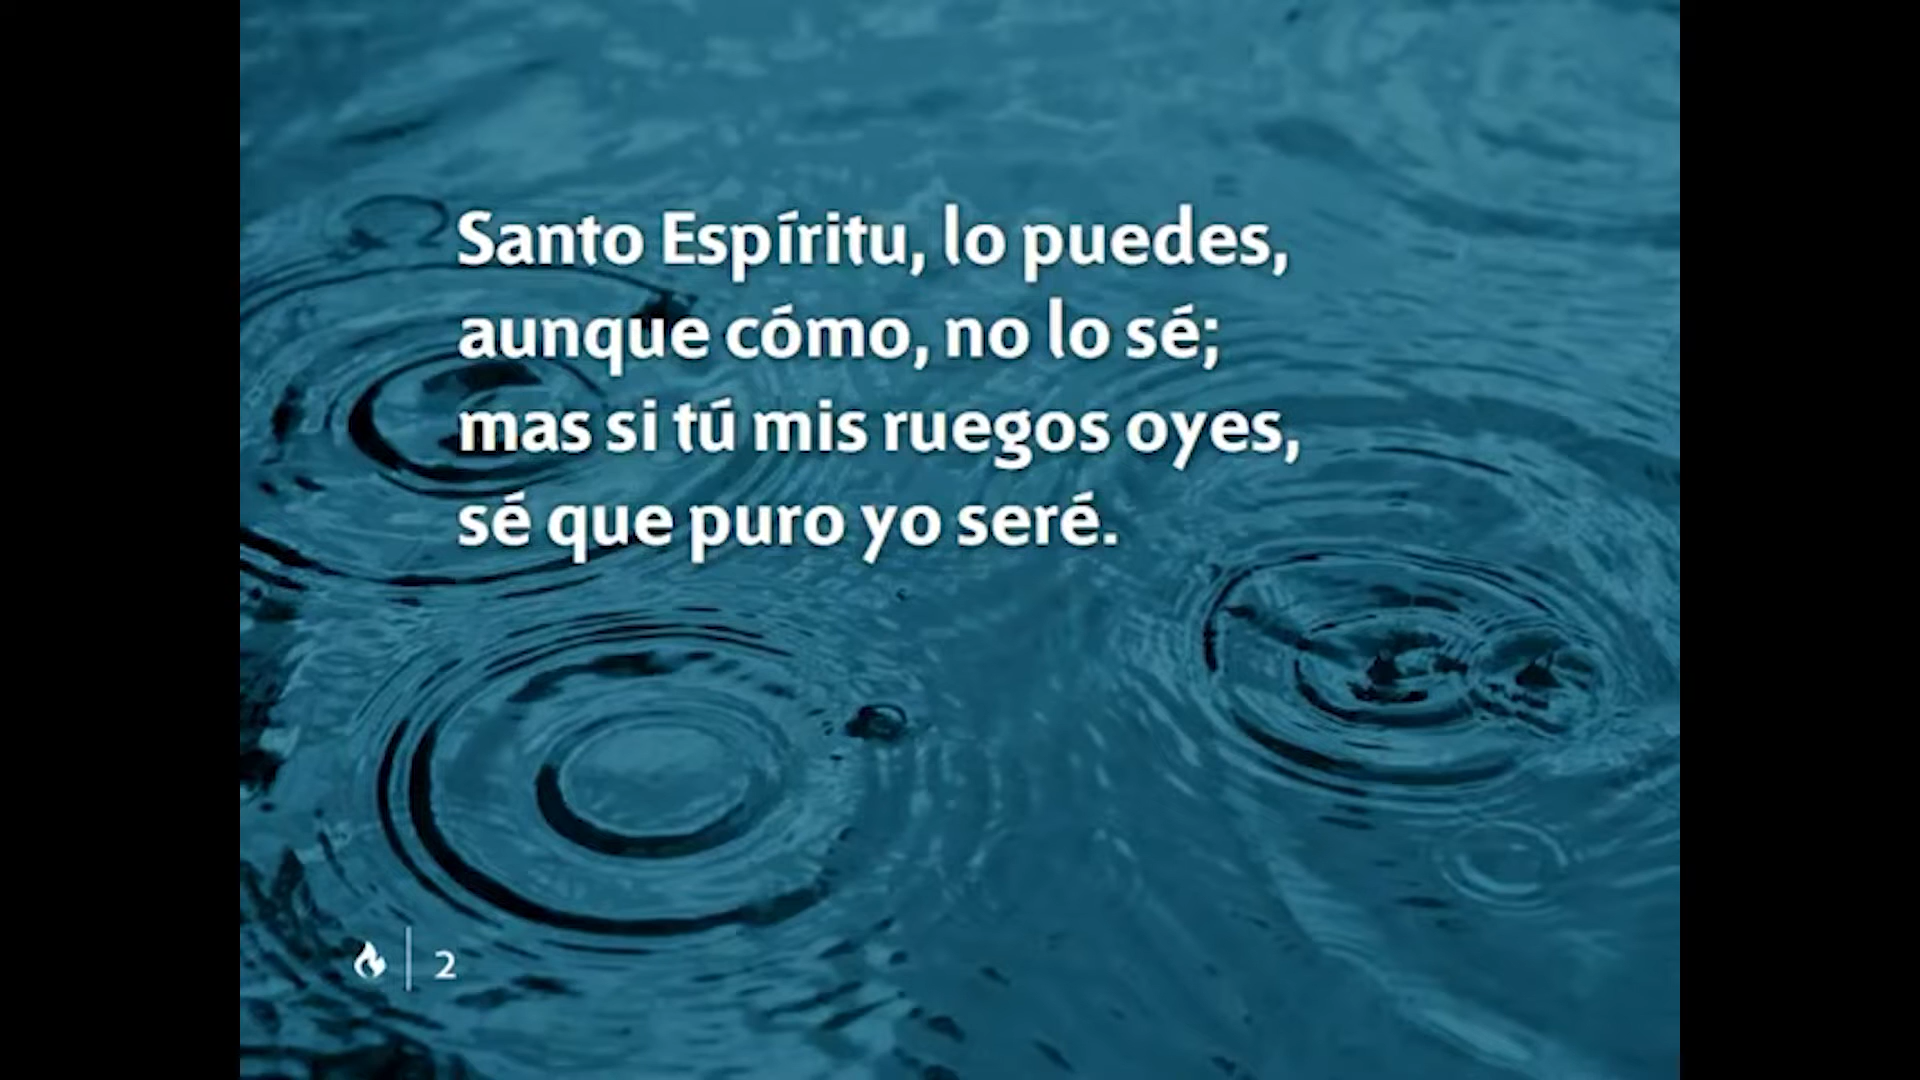 Santo Espíritu, lo puedes,
aunque cómo, no lo sé;
mas si tú mis ruegos oyes,
sé que puro yo seré.
2